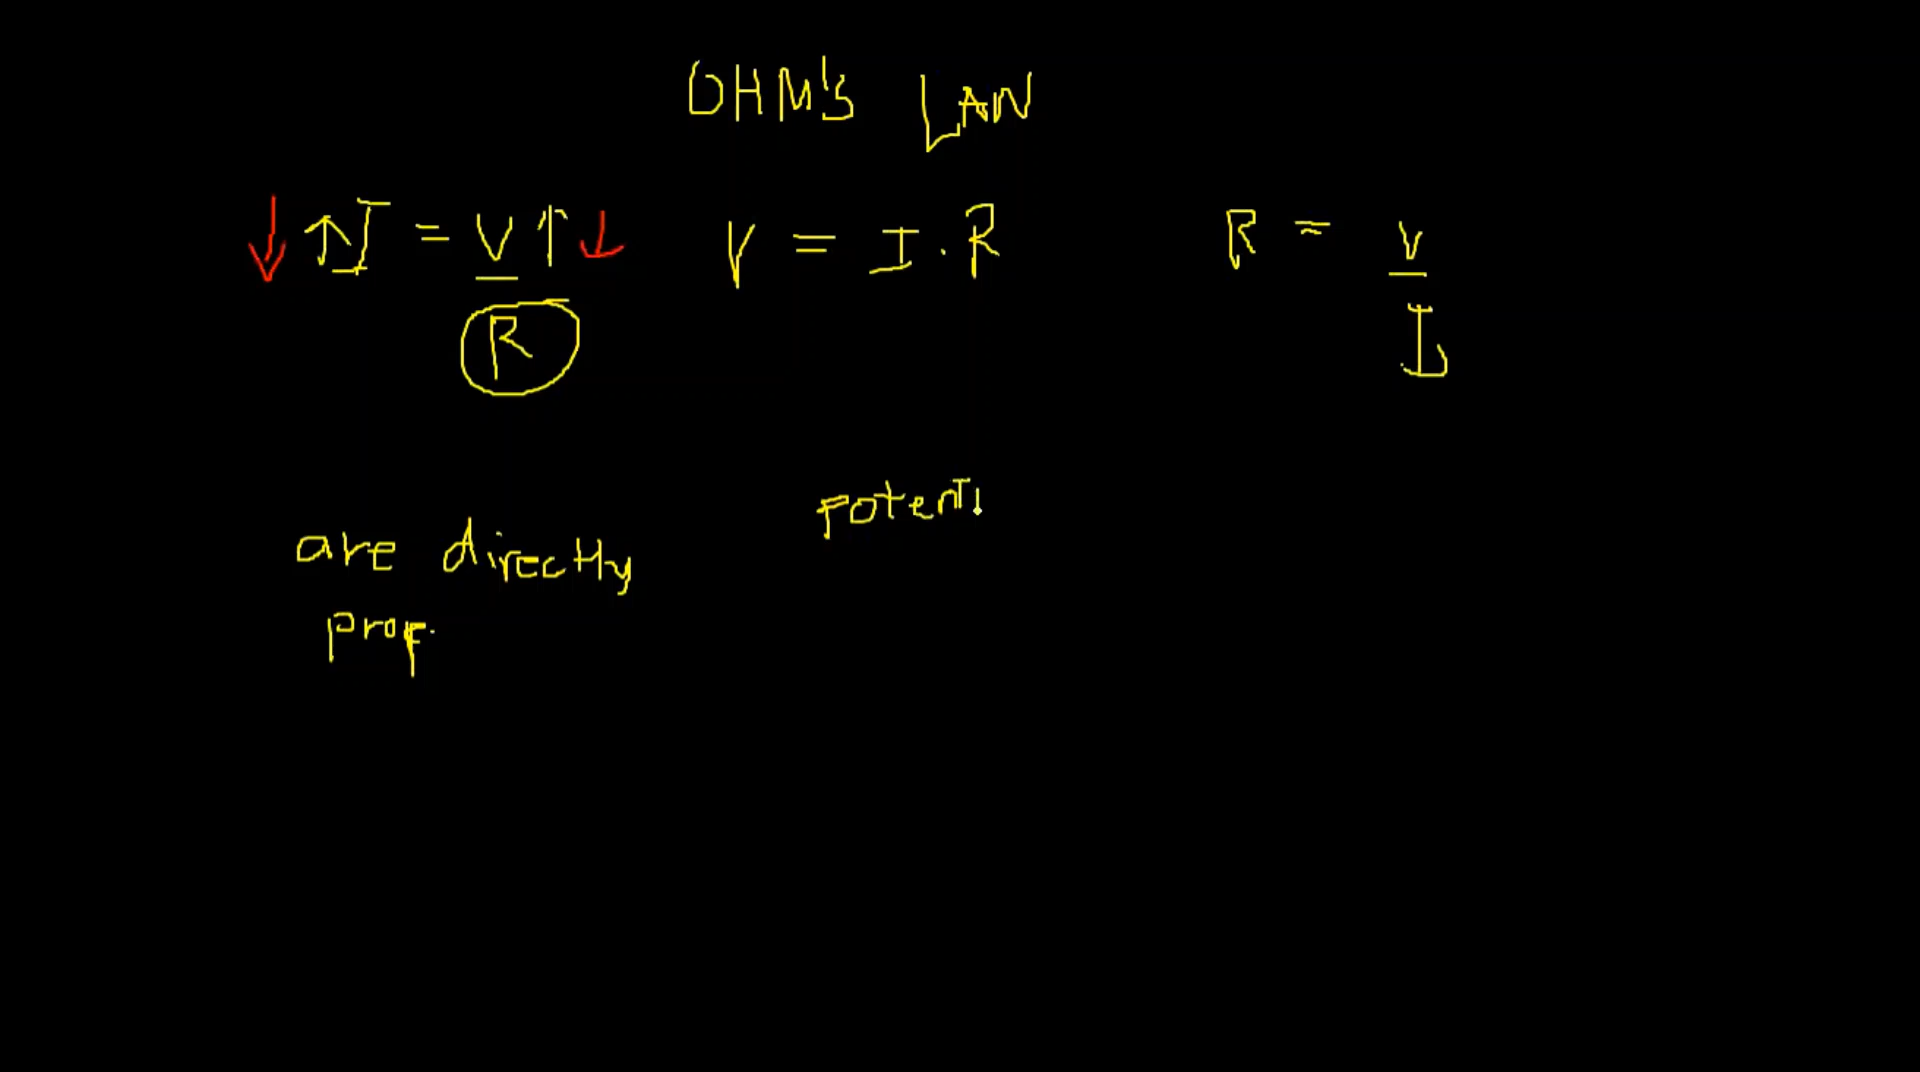 OHM's LAW
↓ ↑I = V ↑ ↓
R
V = I . R
R = V
I
potenti
are directly
prop.